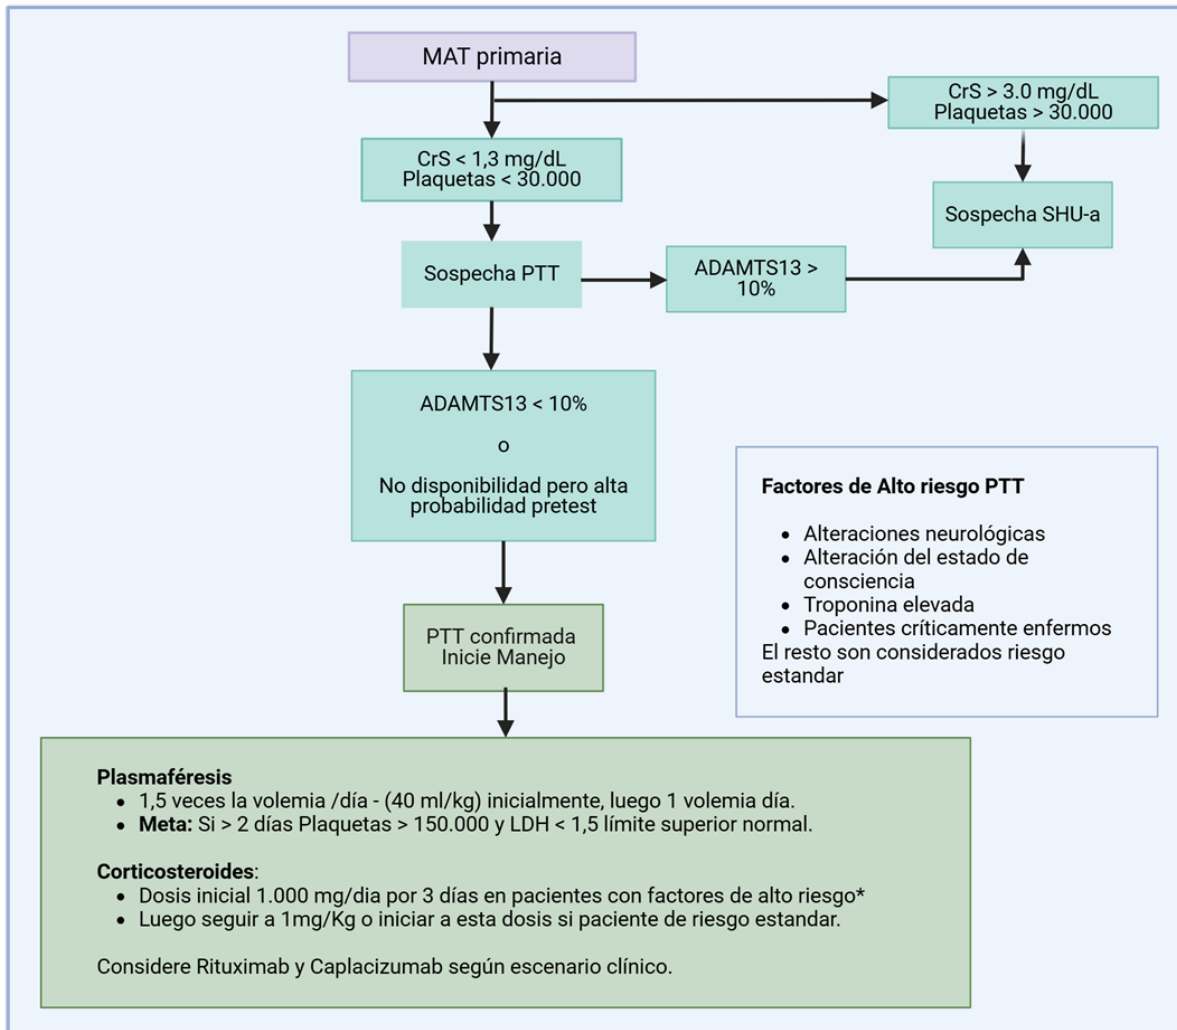 MAT primaria
CrS > 3.0 mg/dL
Plaquetas > 30.000
CrS < 1,3 mg/dL
Plaquetas < 30.000
Sospecha SHU-a
Sospecha PTT
ADAMTS13 >
10%
ADAMTS13 < 10%
o
No disponibilidad pero alta
probabilidad pretest
Factores de Alto riesgo PTT
• Alteraciones neurológicas
• Alteración del estado de
consciencia
• Troponina elevada
• Pacientes críticamente enfermos
El resto son considerados riesgo
estandar
PTT confirmada
Inicie Manejo
Plasmaféresis
• 1,5 veces la volemia /día - (40 ml/kg) inicialmente, luego 1 volemia día.
• Meta: Si > 2 días Plaquetas > 150.000 y LDH < 1,5 límite superior normal.
Corticosteroides:
• Dosis inicial 1.000 mg/dia por 3 días en pacientes con factores de alto riesgo*
• Luego seguir a 1mg/Kg o iniciar a esta dosis si paciente de riesgo estandar.
Considere Rituximab y Caplacizumab según escenario clínico.